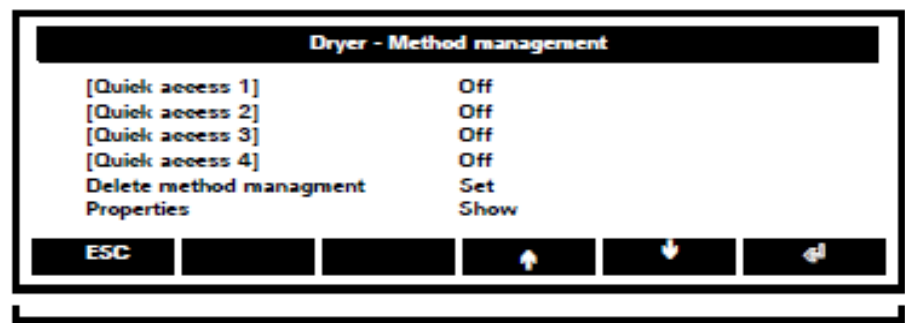 Dryer - Method management
[Quick access 1] Off
[Quick access 2] Off
[Quick access 3] Off
[Quick access 4] Off
Delete method managment Set
Properties Show
ESC